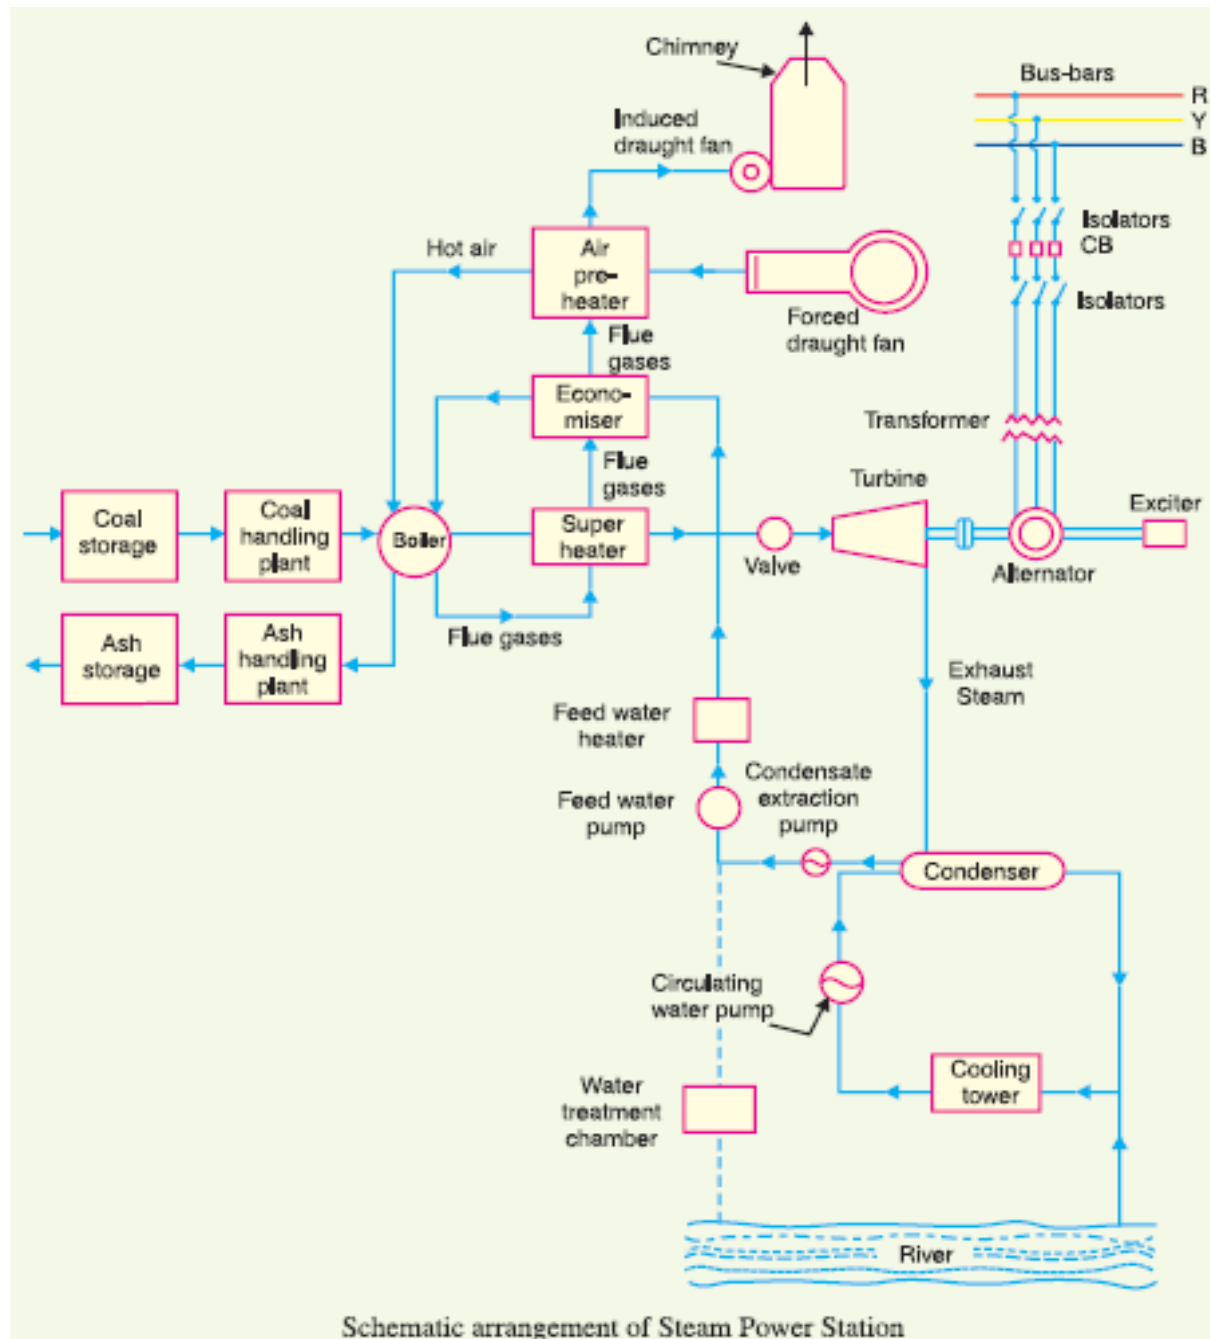 Chimney
Bus-bars
R
Y
B
Induced
draught fan
Isolators
CB
Isolators
Hot air
Air
pre-
heater
Forced
draught fan
Flue
gases
Econo-
miser
Transformer
Flue
gases
Turbine
Exciter
Coal
storage
Coal
handling
plant
Boiler
Super
heater
Valve
Alternator
Flue gases
Ash
storage
Ash
handling
plant
Exhaust
Steam
Feed water
heater
Condensate
extraction
pump
Feed water
pump
Condenser
Circulating
water pump
Cooling
tower
Water
treatment
chamber
River
Schematic arrangement of Steam Power Station